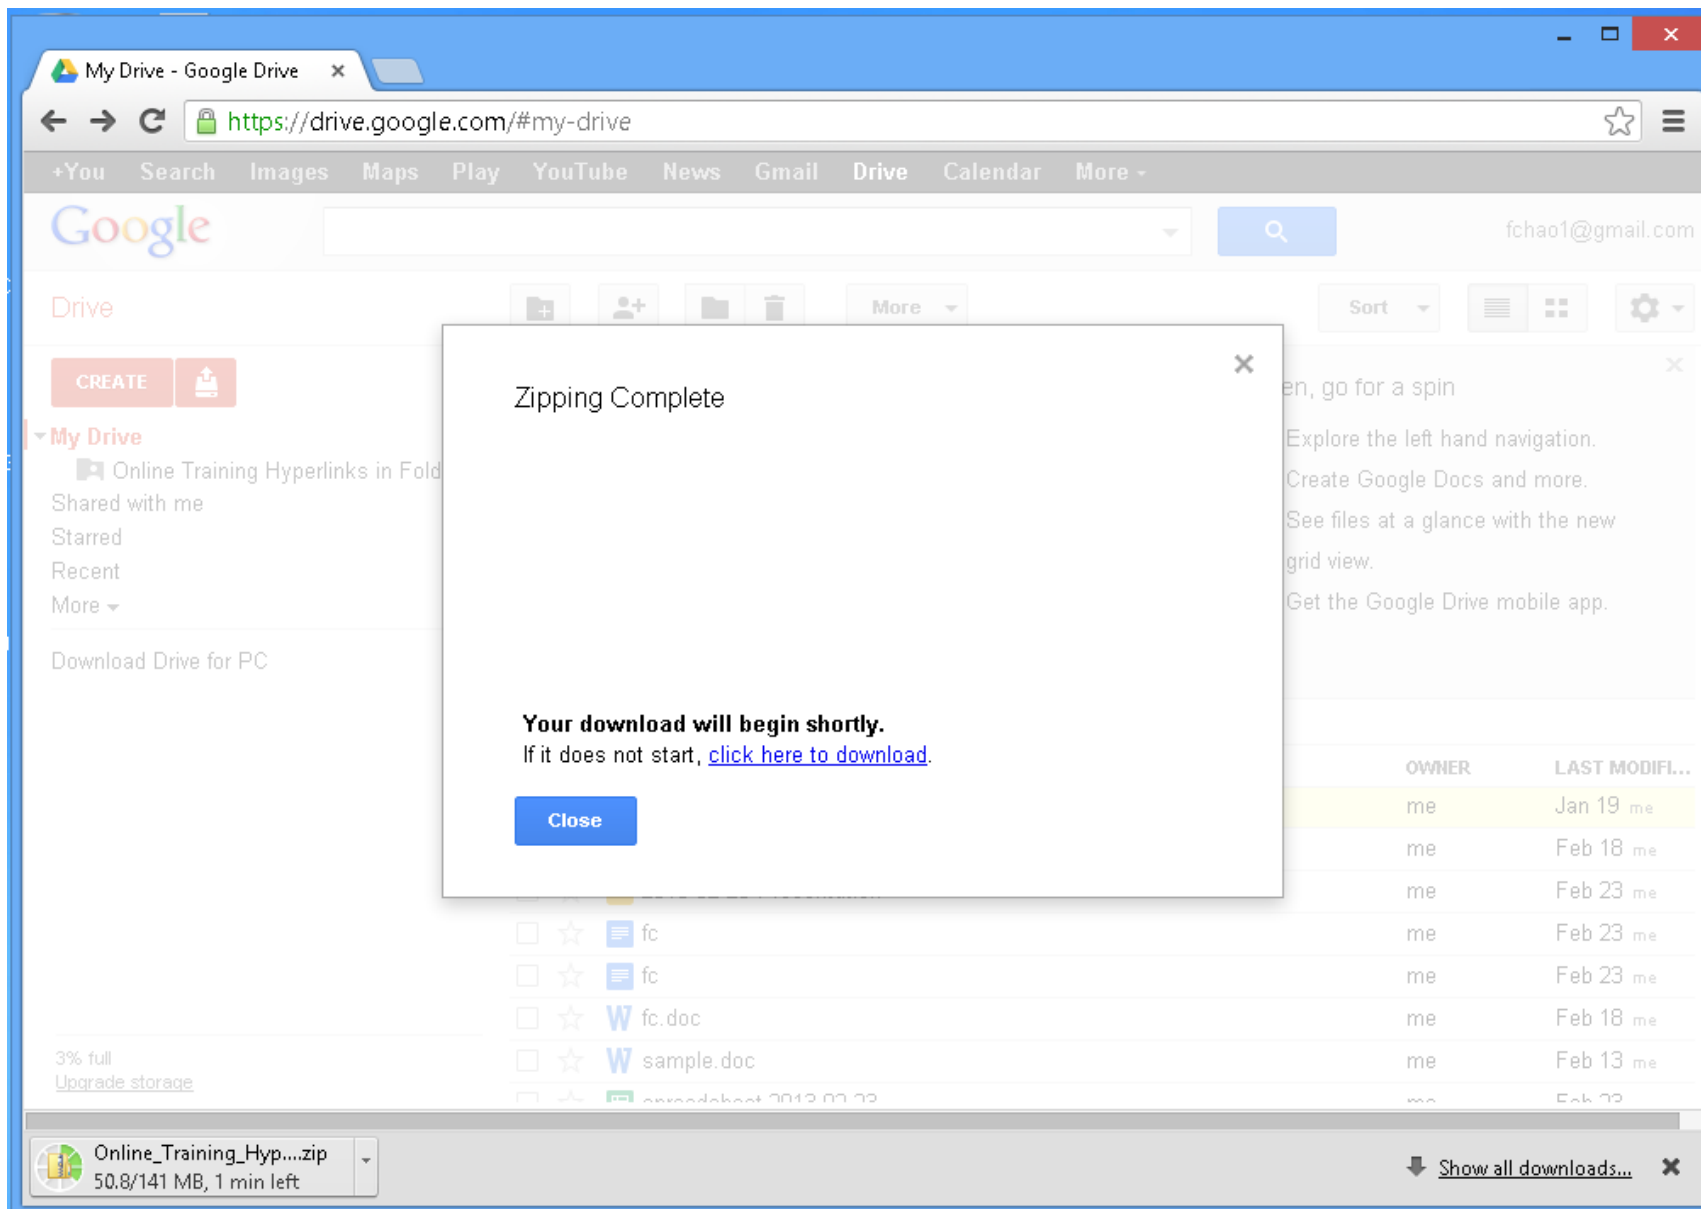 My Drive - Google Drive
https://drive.google.com/#my-drive
+You Search Images Maps Play YouTube News Gmail Drive Calendar More
Google
fchao1@gmail.com
Drive
More
Sort
CREATE
My Drive
Online Training Hyperlinks in Fold
Shared with me
Starred
Recent
More
Download Drive for PC
3% full
Upgrade storage
Zipping Complete
Your download will begin shortly.
If it does not start, click here to download.
Close
en, go for a spin
Explore the left hand navigation.
Create Google Docs and more.
See files at a glance with the new
grid view.
Get the Google Drive mobile app.
OWNER LAST MODIFI...
me Jan 19 me
me Feb 18 me
me Feb 23 me
fc me Feb 23 me
fc me Feb 23 me
W fc.doc me Feb 18 me
W sample.doc me Feb 13 me
Online_Training_Hyp....zip
50.8/141 MB, 1 min left
Show all downloads...